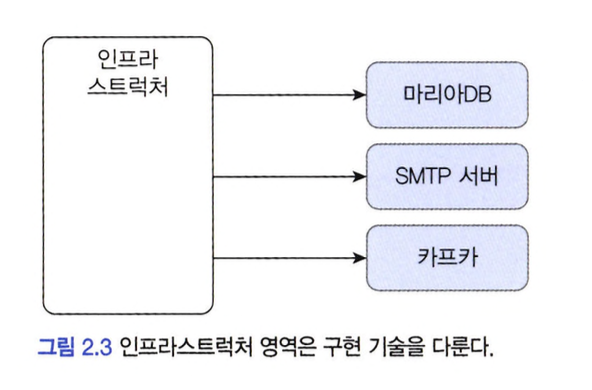 인프라
스트럭처
마리아DB
SMTP 서버
카프카
그림 2.3 인프라스트럭처 영역은 구현 기술을 다룬다.